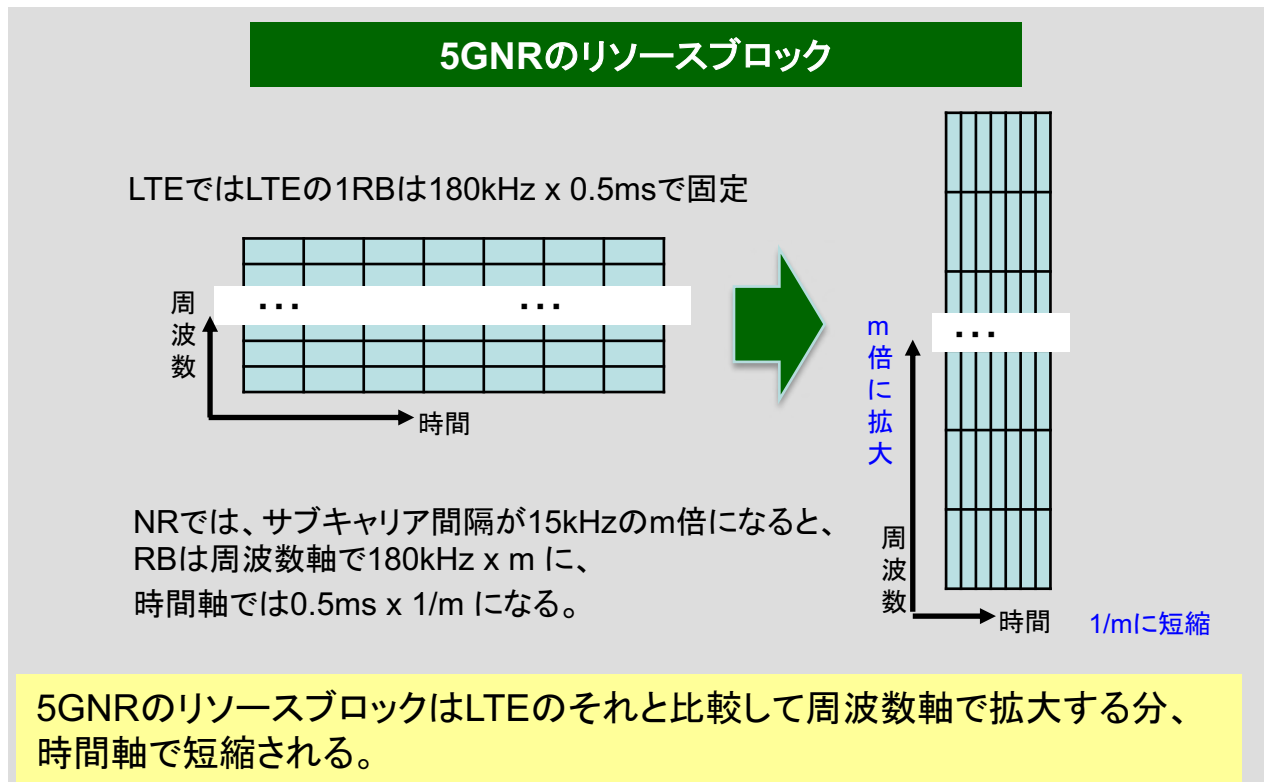 5GNRのリソースブロック
LTEではLTEの1RBは180kHz x 0.5msで固定
周波数
･･･ ･･･
時間
m倍に拡大
･･･
周波数
時間
1/mに短縮
NRでは、サブキャリア間隔が15kHzのm倍になると、
RBは周波数軸で180kHz x m に、
時間軸では0.5ms x 1/m になる。
5GNRのリソースブロックはLTEのそれと比較して周波数軸で拡大する分、
時間軸で短縮される。